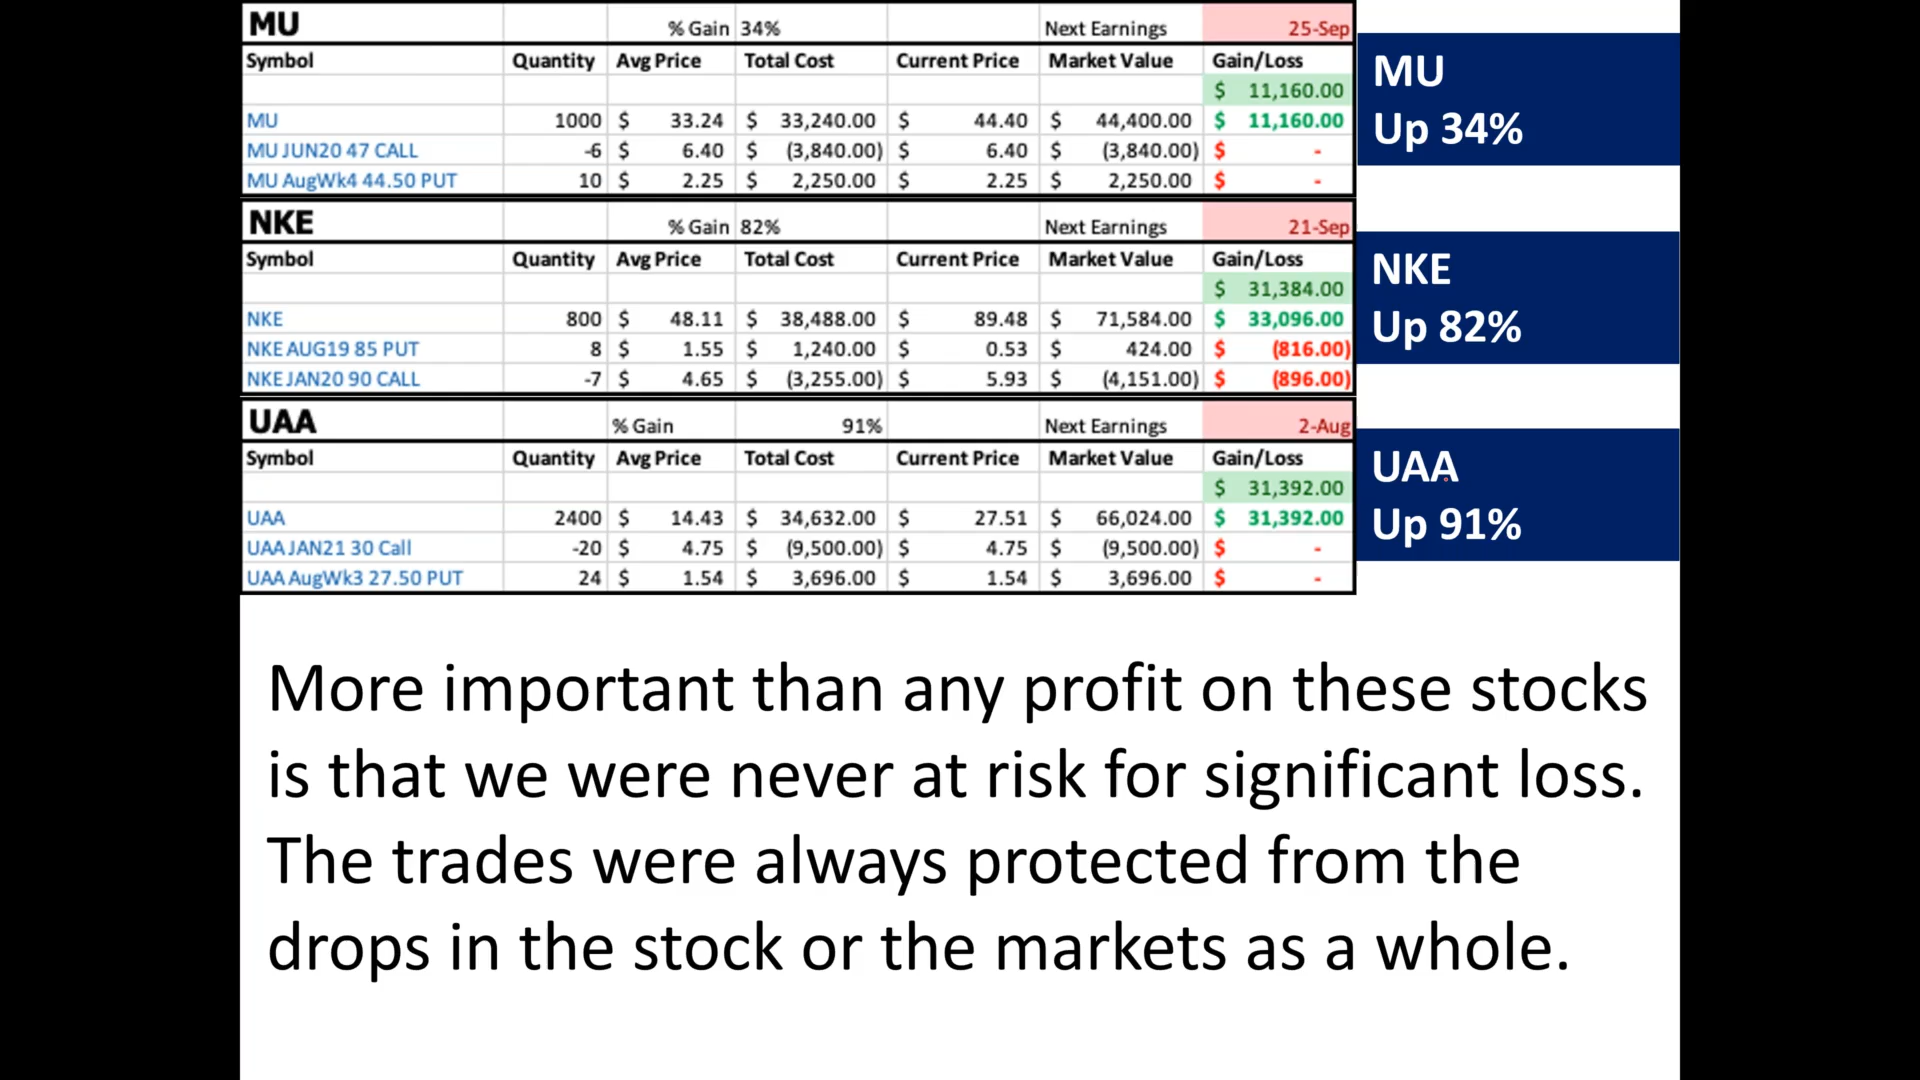 MU % Gain 34% Next Earnings 25-Sep
Symbol Quantity Avg Price Total Cost Current Price Market Value Gain/Loss
$ 11,160.00
MU 1000 $ 33.24 $ 33,240.00 $ 44.40 $ 44,400.00 $ 11,160.00
MU JUN20 47 CALL -6 $ 6.40 $ (3,840.00) $ 6.40 $ (3,840.00) $ -
MU AugWk4 44.50 PUT 10 $ 2.25 $ 2,250.00 $ 2.25 $ 2,250.00 $ -
MU
Up 34%
NKE % Gain 82% Next Earnings 21-Sep
Symbol Quantity Avg Price Total Cost Current Price Market Value Gain/Loss
$ 31,384.00
NKE 800 $ 48.11 $ 38,488.00 $ 89.48 $ 71,584.00 $ 33,096.00
NKE AUG19 85 PUT 8 $ 1.55 $ 1,240.00 $ 0.53 $ 424.00 $ (816.00)
NKE JAN20 90 CALL -7 $ 4.65 $ (3,255.00) $ 5.93 $ (4,151.00) $ (896.00)
NKE
Up 82%
UAA % Gain 91% Next Earnings 2-Aug
Symbol Quantity Avg Price Total Cost Current Price Market Value Gain/Loss
$ 31,392.00
UAA 2400 $ 14.43 $ 34,632.00 $ 27.51 $ 66,024.00 $ 31,392.00
UAA JAN21 30 Call -20 $ 4.75 $ (9,500.00) $ 4.75 $ (9,500.00) $ -
UAA AugWk3 27.50 PUT 24 $ 1.54 $ 3,696.00 $ 1.54 $ 3,696.00 $ -
UAA
Up 91%
More important than any profit on these stocks
is that we were never at risk for significant loss.
The trades were always protected from the
drops in the stock or the markets as a whole.